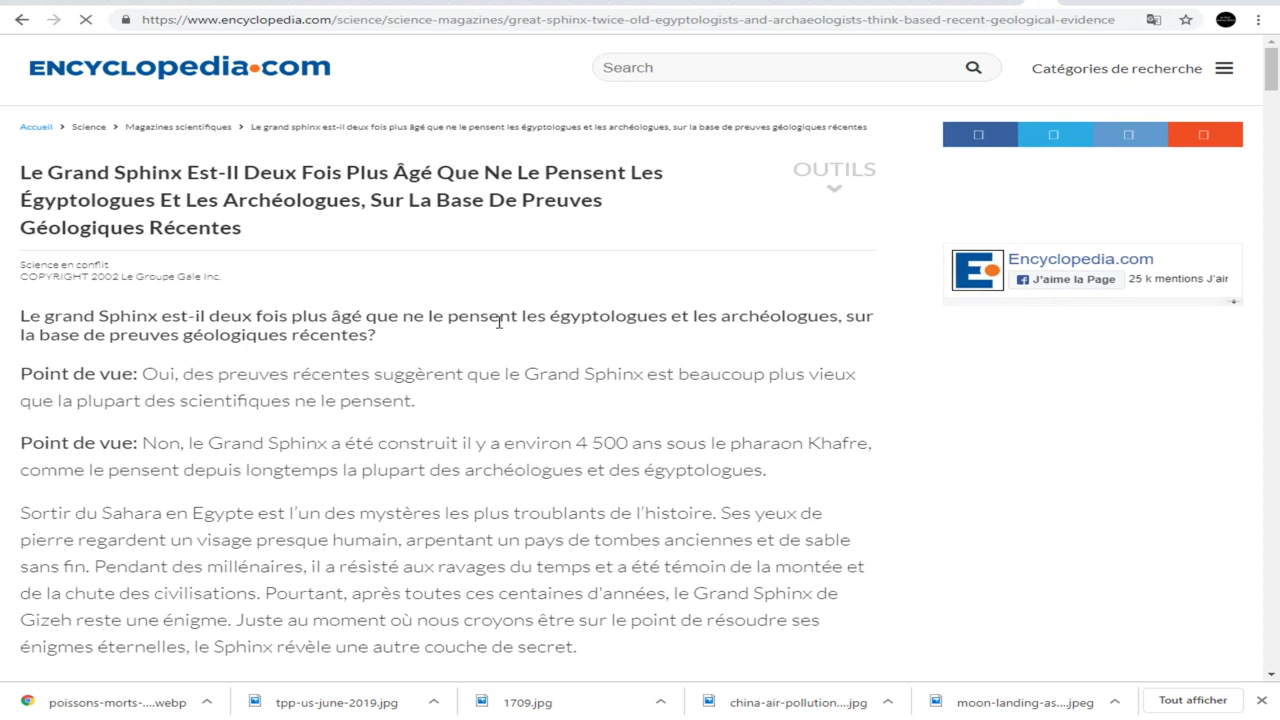 https://www.encyclopedia.com/science/science-magazines/great-sphinx-twice-old-egyptologists-and-archaeologists-think-based-recent-geological-evidence
ENCYCLOPEDIA.com
Search
Catégories de recherche
Accueil > Science > Magazines scientifiques > Le grand sphinx est-il deux fois plus âgé que ne le pensent les égyptologues et les archéologues, sur la base de preuves géologiques récentes
Le Grand Sphinx Est-Il Deux Fois Plus Âgé Que Ne Le Pensent Les
Égyptologues Et Les Archéologues, Sur La Base De Preuves
Géologiques Récentes
OUTILS
Science en conflit
COPYRIGHT 2002 Le Groupe Gale Inc.
Encyclopedia.com
J'aime la Page
25 k mentions J'air
Le grand Sphinx est-il deux fois plus âgé que ne le pensent les égyptologues et les archéologues, sur
la base de preuves géologiques récentes?
Point de vue: Oui, des preuves récentes suggèrent que le Grand Sphinx est beaucoup plus vieux
que la plupart des scientifiques ne le pensent.
Point de vue: Non, le Grand Sphinx a été construit il y a environ 4 500 ans sous le pharaon Khafre,
comme le pensent depuis longtemps la plupart des archéologues et des égyptologues.
Sortir du Sahara en Egypte est l'un des mystères les plus troublants de l'histoire. Ses yeux de
pierre regardent un visage presque humain, arpentant un pays de tombes anciennes et de sable
sans fin. Pendant des millénaires, il a résisté aux ravages du temps et a été témoin de la montée et
de la chute des civilisations. Pourtant, après toutes ces centaines d'années, le Grand Sphinx de
Gizeh reste une énigme. Juste au moment où nous croyons être sur le point de résoudre ses
énigmes éternelles, le Sphinx révèle une autre couche de secret.
poissons-morts-....webp
tpp-us-june-2019.jpg
1709.jpg
china-air-pollution....jpg
moon-landing-as....jpeg
Tout afficher